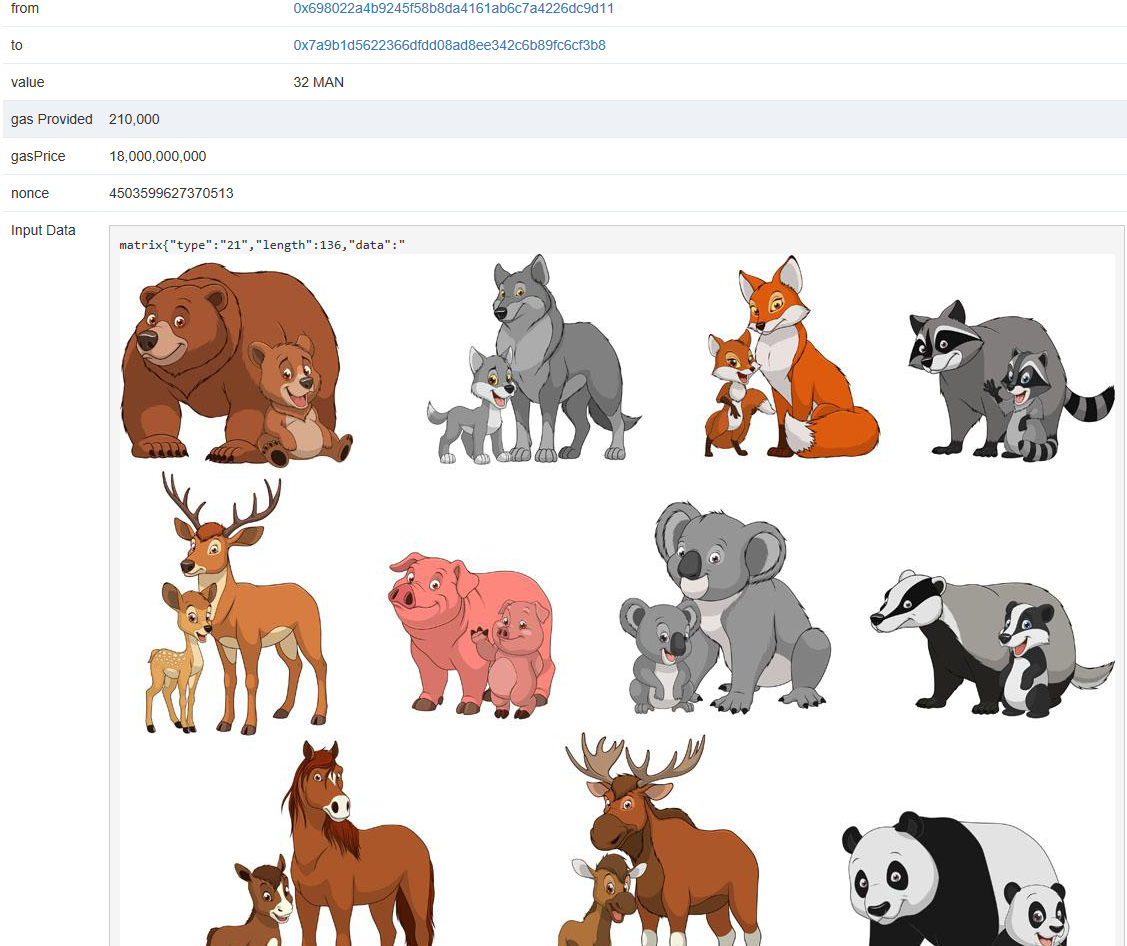 from 0x698022a4b9245f58b8da4161ab6c7a4226dc9d11
to 0x7a9b1d5622366dfdd08ad8ee342c6b89fc6cf3b8
value 32 MAN
gas Provided 210,000
gasPrice 18,000,000,000
nonce 4503599627370513
Input Data
matrix{"type":"21","length":136,"data":"